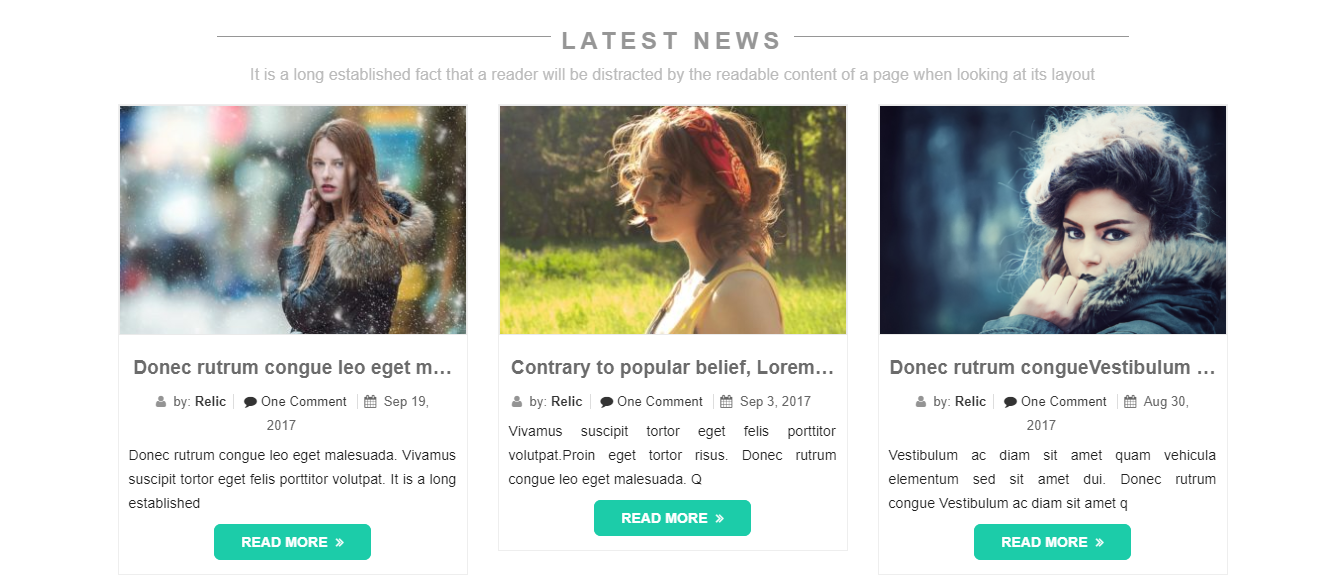 LATEST NEWS
It is a long established fact that a reader will be distracted by the readable content of a page when looking at its layout
Donec rutrum congue leo eget m...
by: Relic One Comment Sep 19,
2017
Donec rutrum congue leo eget malesuada. Vivamus
suscipit tortor eget felis porttitor volutpat. It is a long
established
READ MORE »
Contrary to popular belief, Lorem...
by: Relic One Comment Sep 3, 2017
Vivamus suscipit tortor eget felis porttitor
volutpat.Proin eget tortor risus. Donec rutrum
congue leo eget malesuada. Q
READ MORE »
Donec rutrum congueVestibulum ...
by: Relic One Comment Aug 30,
2017
Vestibulum ac diam sit amet quam vehicula
elementum sed sit amet dui. Donec rutrum
congue Vestibulum ac diam sit amet q
READ MORE »